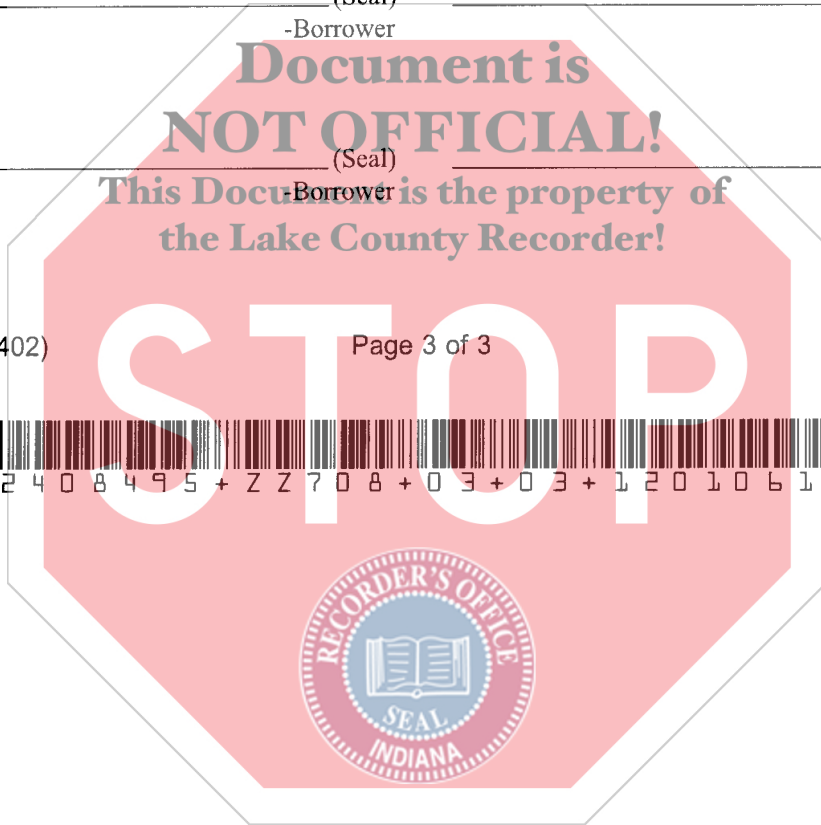 (Seal)
-Borrower
Document is
NOT OFFICIAL!
(Seal)
This Document is the property of
-Borrower
the Lake County Recorder!
402)
Page 3 of 3
STOP
240849S+ZZ708+03+03+1201061
RECORDER'S OFFICE
SEAL
INDIANA